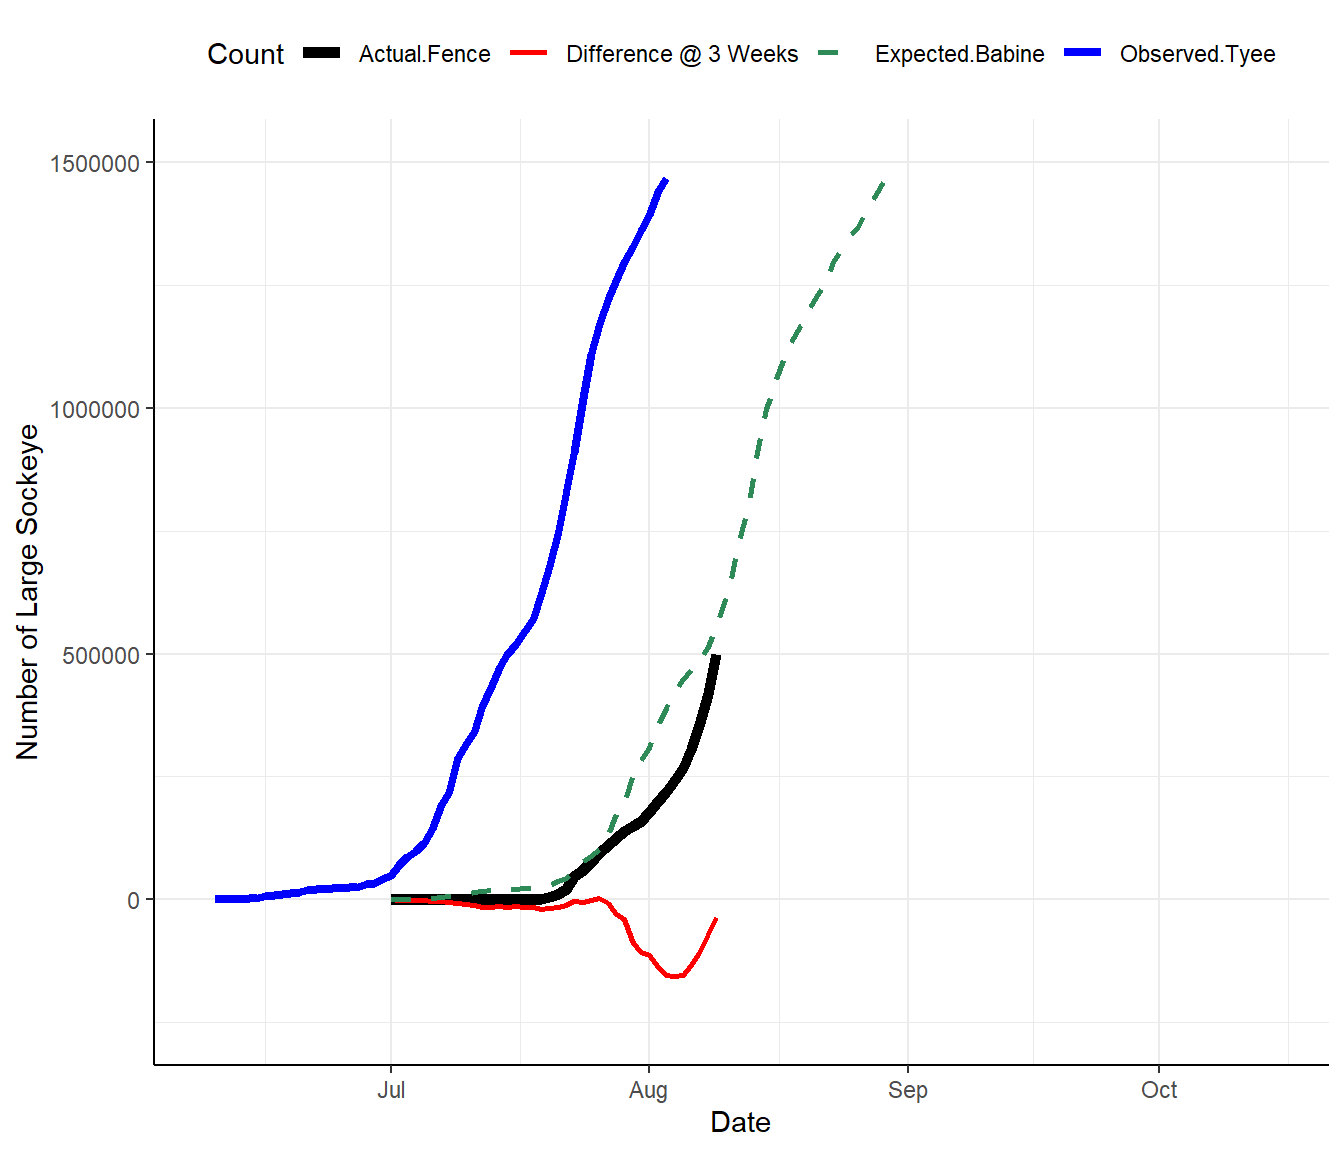 Count Actual.Fence Difference @ 3 Weeks Expected.Babine Observed.Tyee
Number of Large Sockeye
1500000
1000000
500000
0
Jul Aug Sep Oct
Date